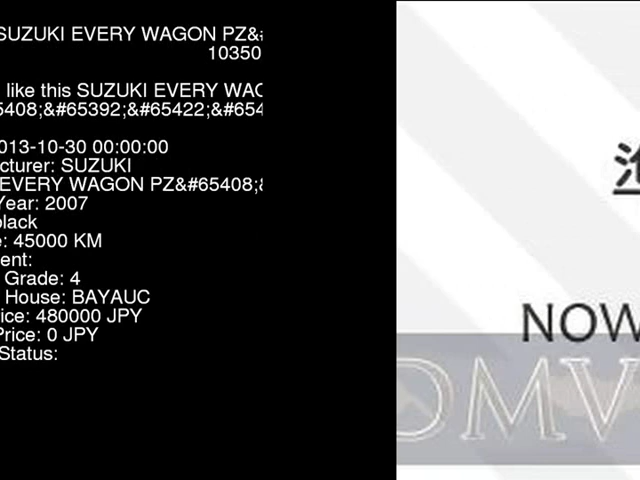 SUZUKI EVERY WAGON PZ&#
10350
like this SUZUKI EVERY WAG
5408;&#65392;&#65422;&#654
013-10-30 00:00:00
cturer: SUZUKI
EVERY WAGON PZ&#65408;&
Year: 2007
black
e: 45000 KM
ent:
Grade: 4
House: BAYAUC
ice: 480000 JPY
Price: 0 JPY
Status:
NOW
DMV